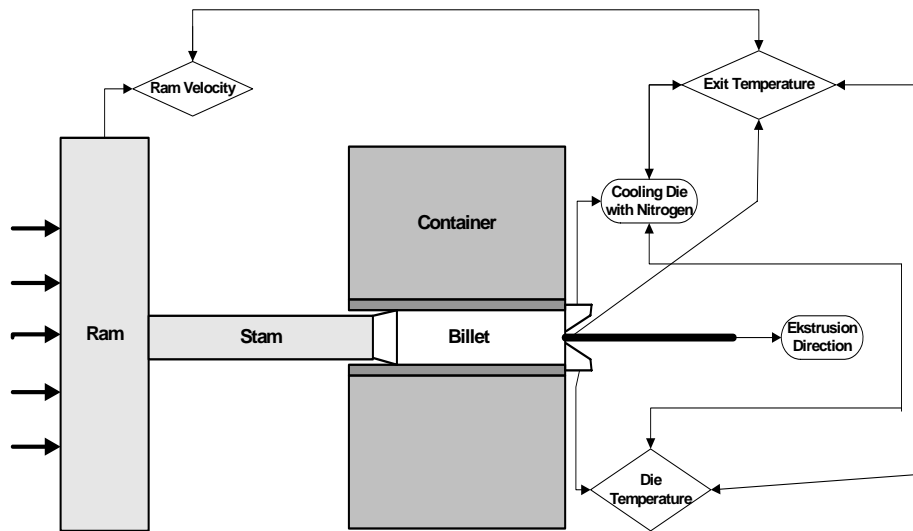 Ram Velocity
Exit Temperature
Cooling Die
with Nitrogen
Container
Ram
Stam
Billet
Ekstrusion
Direction
Die
Temperature